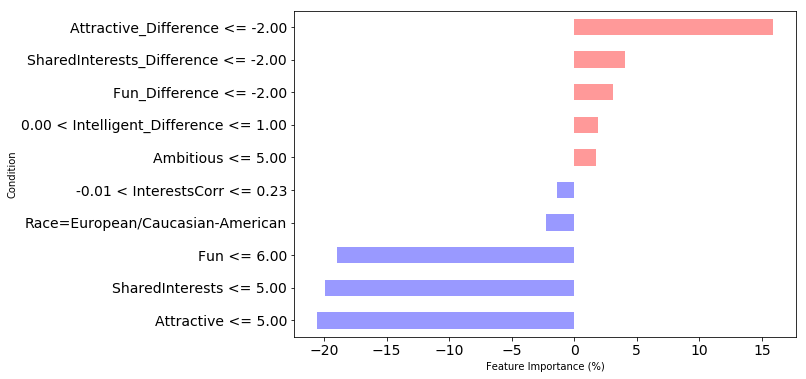 Attractive_Difference <= -2.00
SharedInterests_Difference <= -2.00
Fun_Difference <= -2.00
0.00 < Intelligent_Difference <= 1.00
Ambitious <= 5.00
-0.01 < InterestsCorr <= 0.23
Race=European/Caucasian-American
Fun <= 6.00
SharedInterests <= 5.00
Attractive <= 5.00
Condition
−20 −15 −10 −5 0 5 10 15
Feature Importance (%)